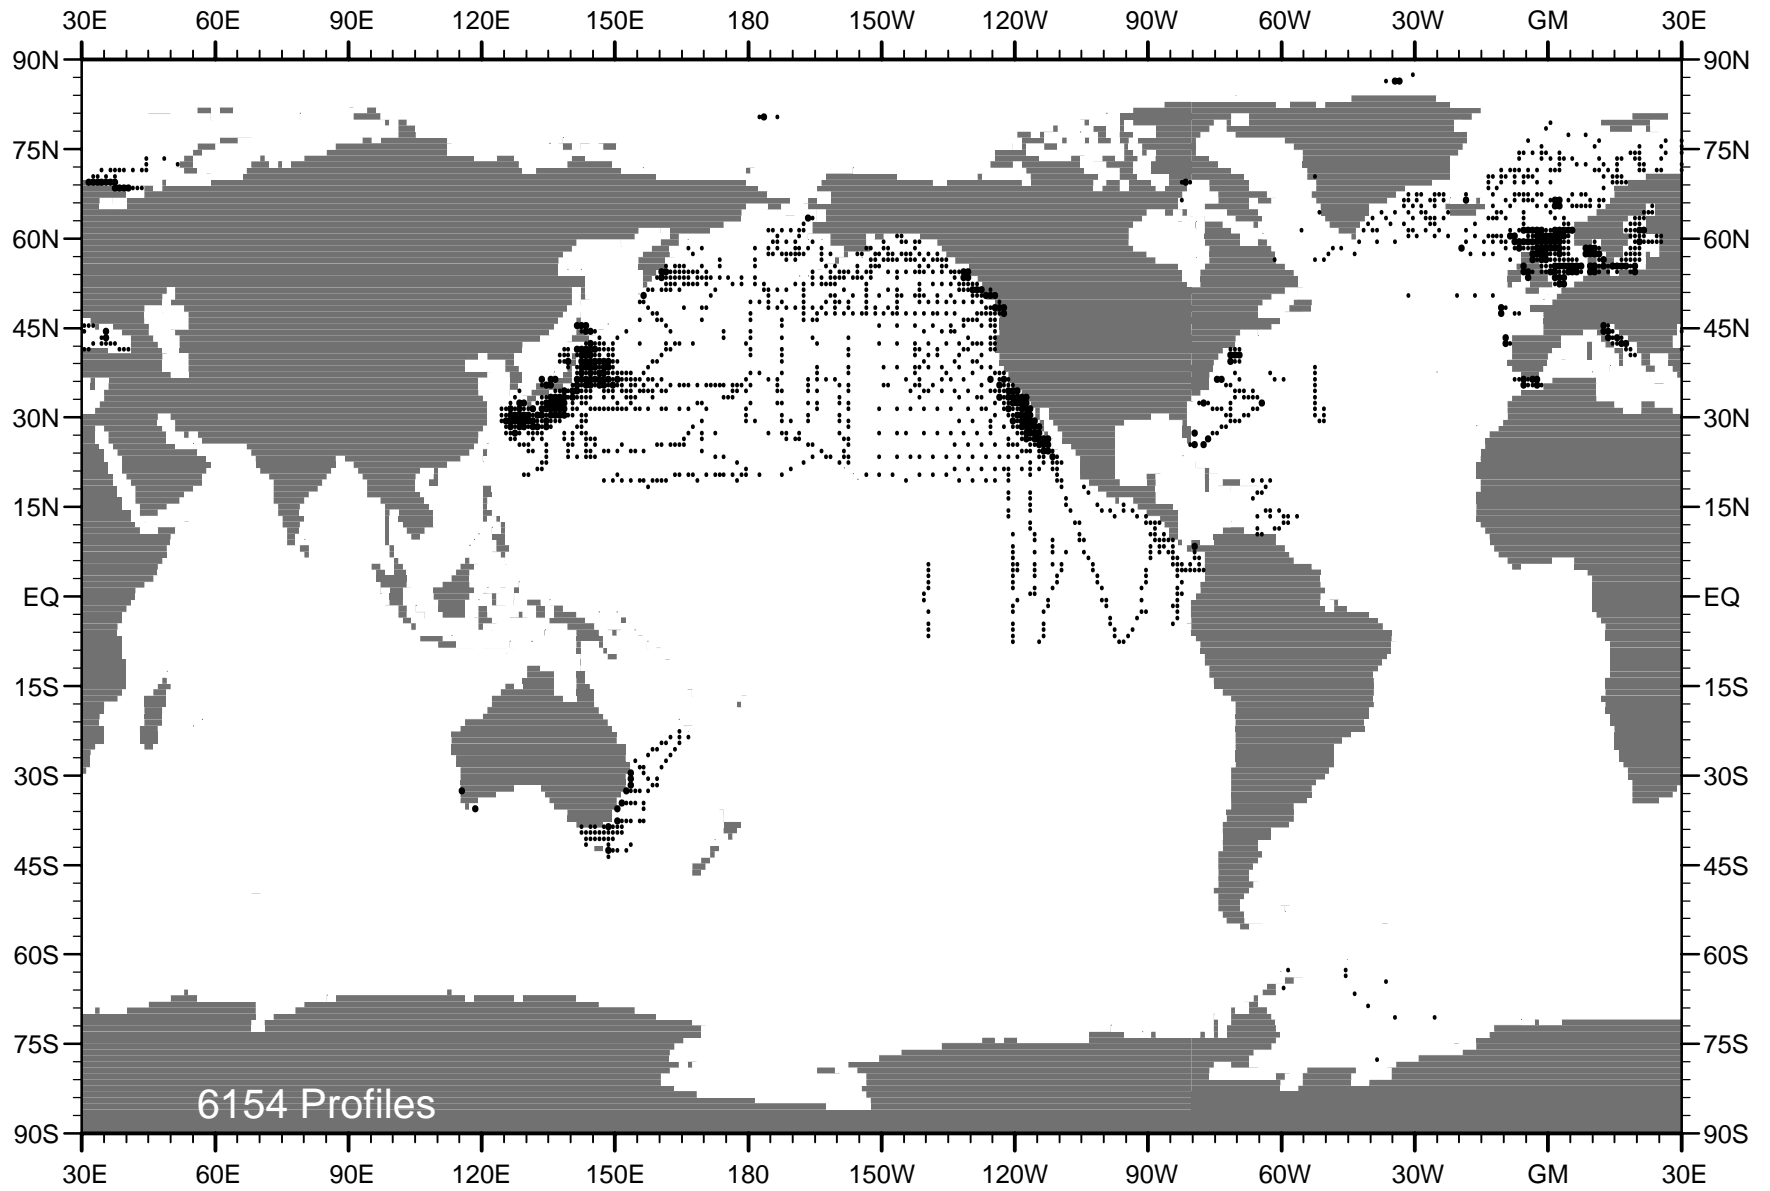 30E 60E 90E 120E 150E 180 150W 120W 90W 60W 30W GM 30E
90N 90N
75N 75N
60N 60N
45N 45N
30N 30N
15N 15N
EQ EQ
15S 15S
30S 30S
45S 45S
60S 60S
75S 75S
6154 Profiles
90S 90S
30E 60E 90E 120E 150E 180 150W 120W 90W 60W 30W GM 30E